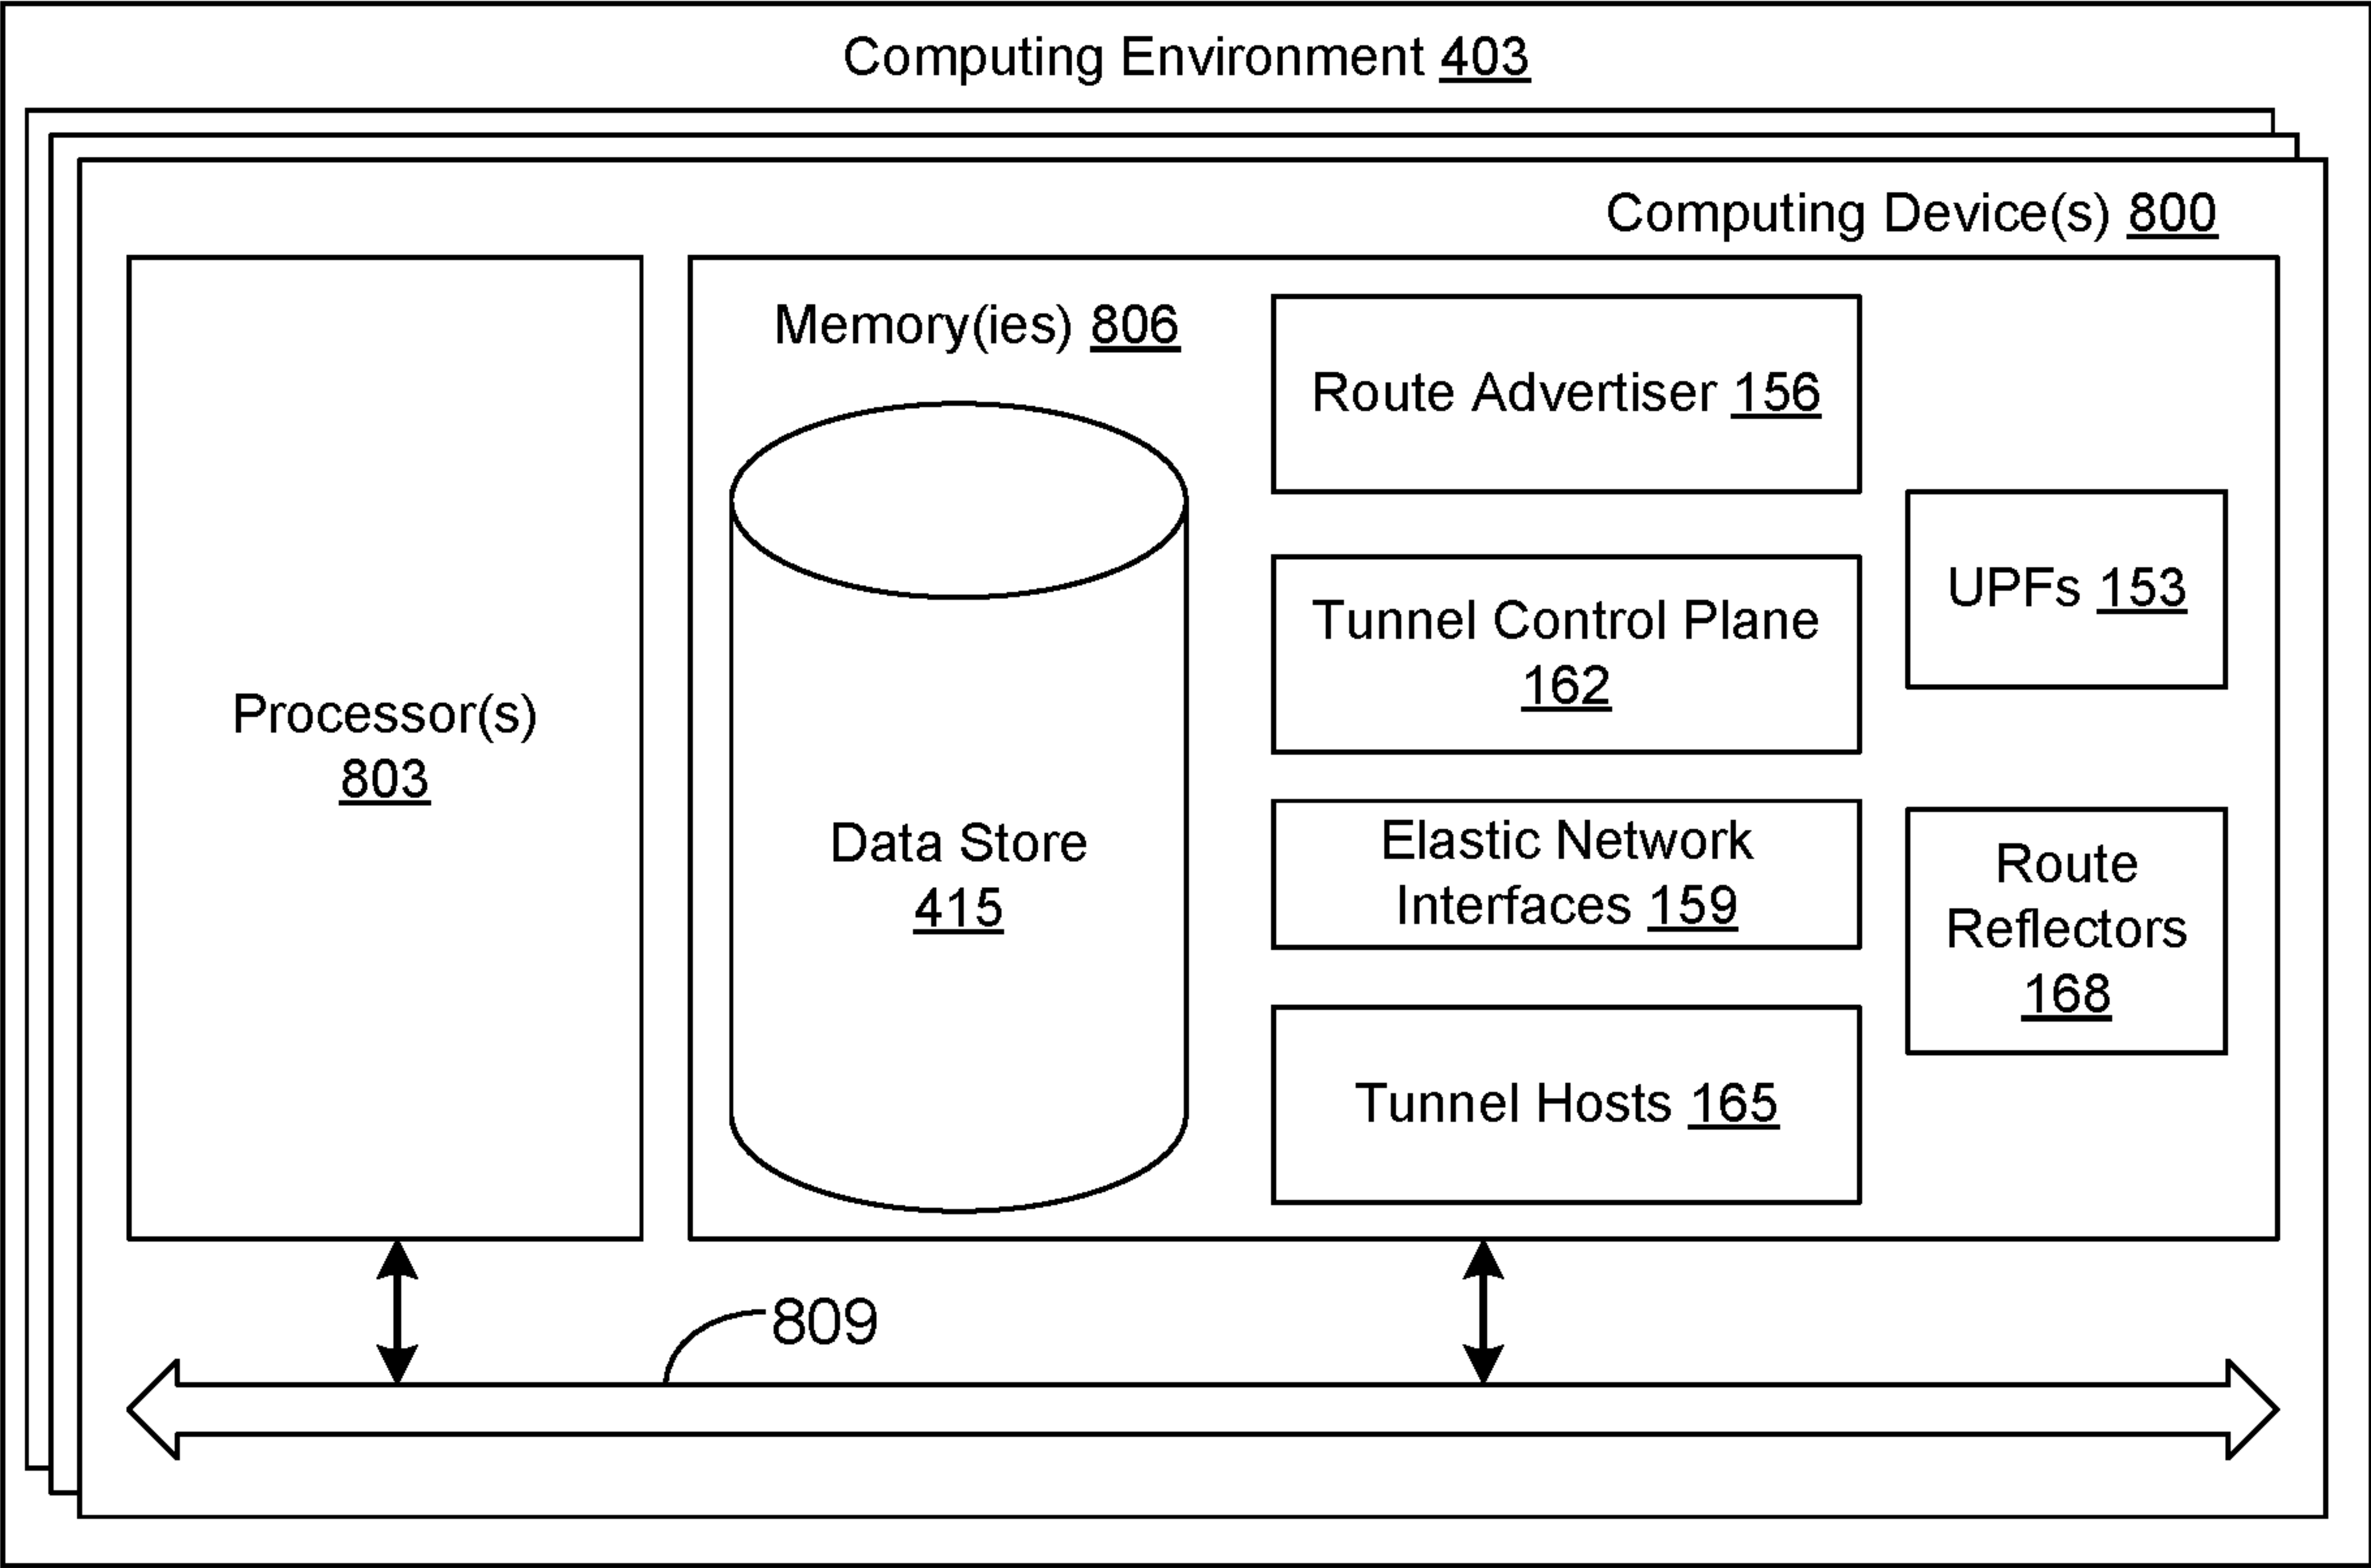 Computing Environment 403
Computing Device(s) 800
Processor(s)
803
Memory(ies) 806
Data Store
415
Route Advertiser 156
Tunnel Control Plane
162
Elastic Network
Interfaces 159
Tunnel Hosts 165
UPFs 153
Route
Reflectors
168
809